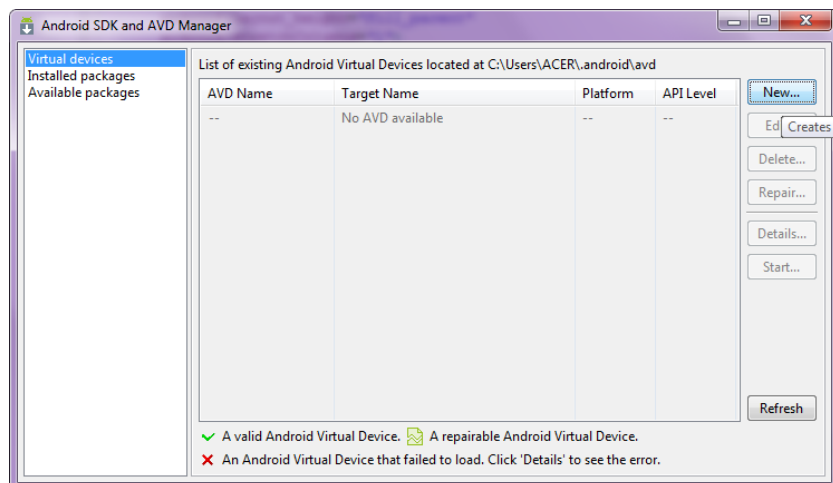 Android SDK and AVD Manager
Virtual devices
Installed packages
Available packages
List of existing Android Virtual Devices located at C:\Users\ACER\.android\avd
AVD Name Target Name Platform API Level
-- No AVD available -- --
New...
Creates
Delete...
Repair...
Details...
Start...
Refresh
A valid Android Virtual Device. A repairable Android Virtual Device.
An Android Virtual Device that failed to load. Click 'Details' to see the error.